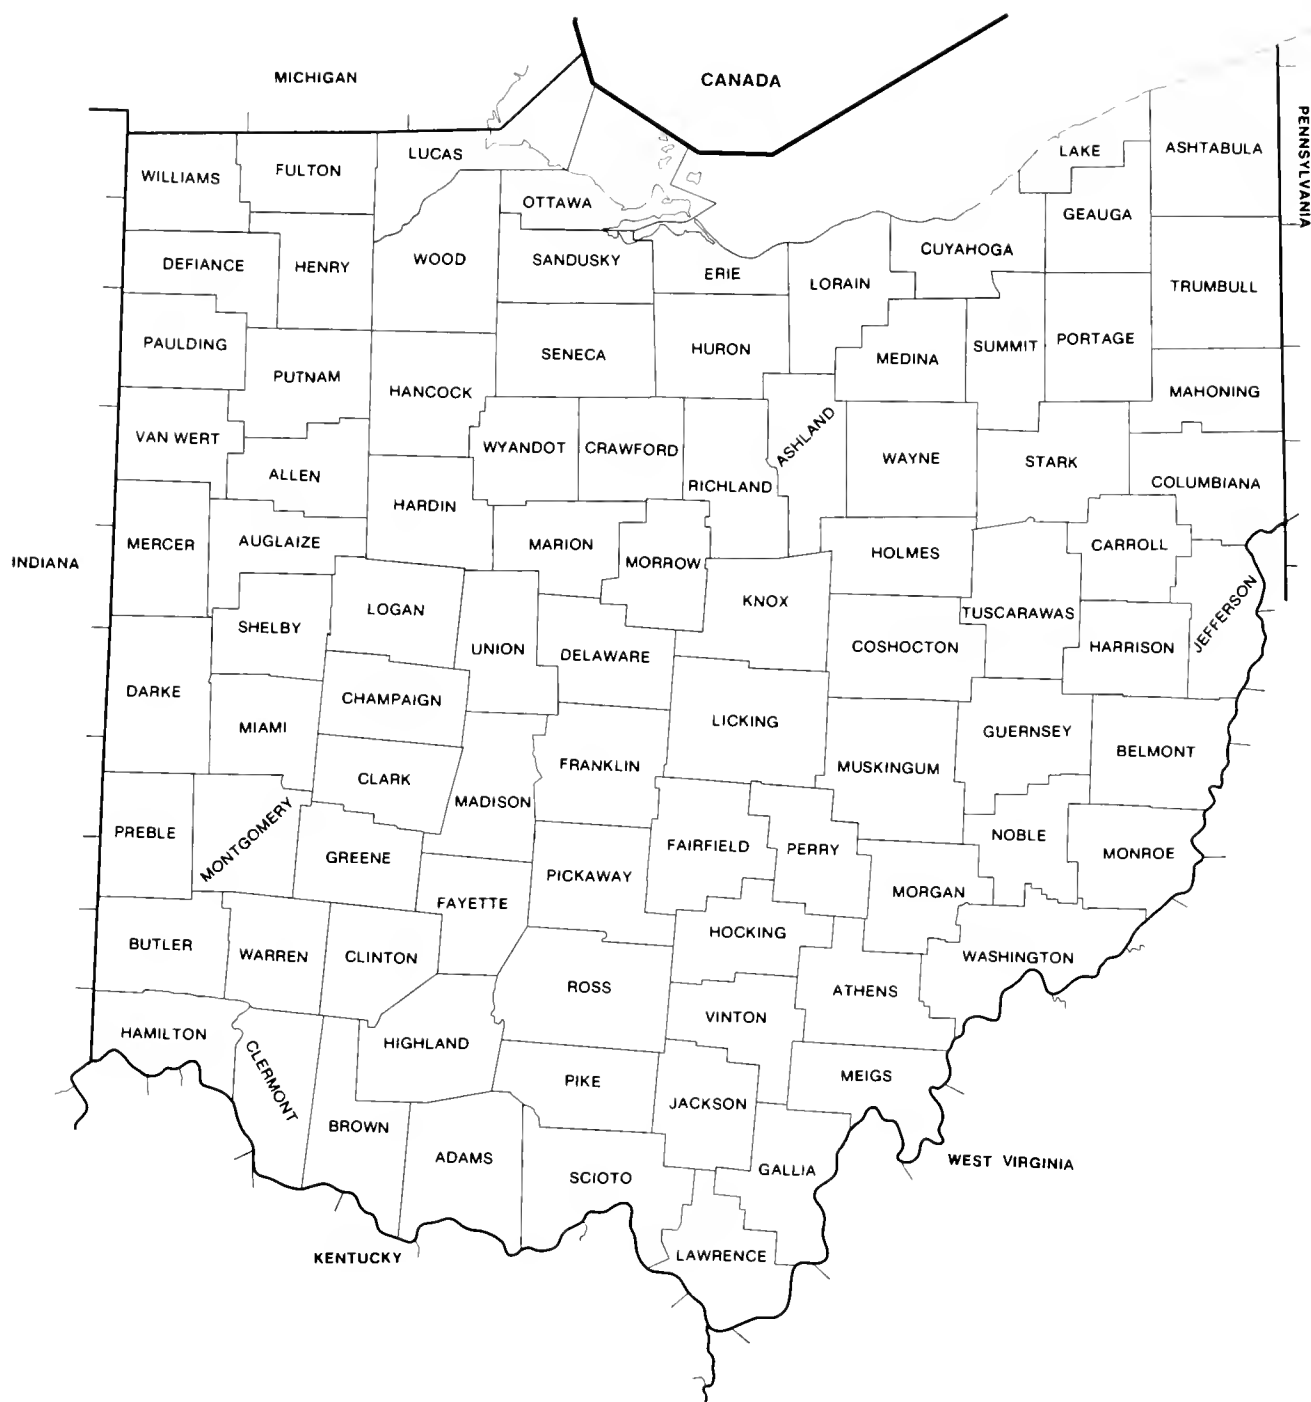 MICHIGAN
CANADA
PENNSYLVANIA
LAKE
ASHTABULA
LUCAS
FULTON
WILLIAMS
OTTAWA
GEAUGA
CUYAHOGA
DEFIANCE
HENRY
WOOD
SANDUSKY
ERIE
LORAIN
TRUMBULL
PAULDING
SENECA
HURON
MEDINA
SUMMIT
PORTAGE
PUTNAM
HANCOCK
MAHONING
VAN WERT
WYANDOT
CRAWFORD
ASHLAND
WAYNE
STARK
ALLEN
RICHLAND
COLUMBIANA
HARDIN
MERCER
AUGLAIZE
MARION
HOLMES
CARROLL
INDIANA
MORROW
KNOX
LOGAN
TUSCARAWAS
JEFFERSON
SHELBY
UNION
DELAWARE
COSHOCTON
HARRISON
DARKE
CHAMPAIGN
LICKING
MIAMI
GUERNSEY
BELMONT
FRANKLIN
MUSKINGUM
CLARK
MADISON
PREBLE
MONTGOMERY
GREENE
FAIRFIELD
PERRY
NOBLE
MONROE
PICKAWAY
MORGAN
FAYETTE
HOCKING
BUTLER
WARREN
CLINTON
WASHINGTON
ROSS
ATHENS
VINTON
HAMILTON
CLERMONT
HIGHLAND
PIKE
MEIGS
JACKSON
BROWN
ADAMS
SCIOTO
GALLIA
WEST VIRGINIA
KENTUCKY
LAWRENCE